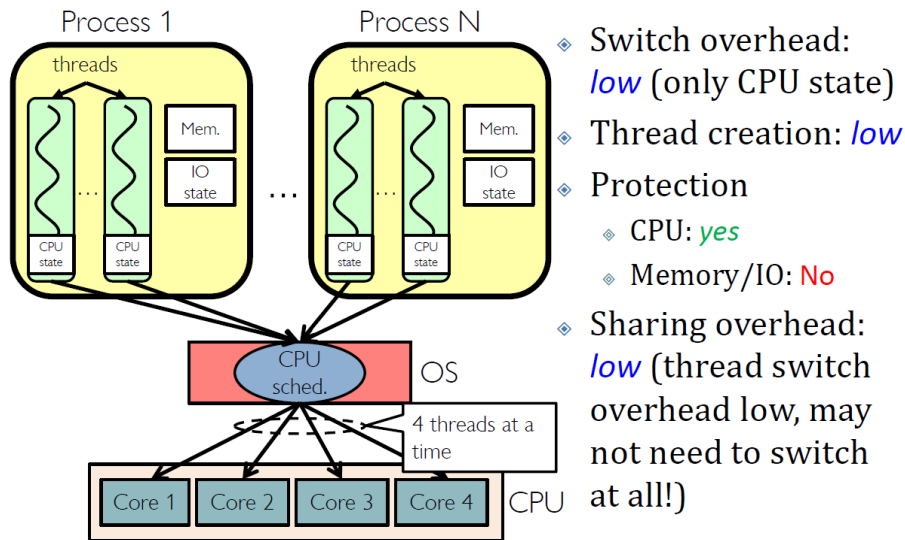 Process 1
threads
...
CPU
state
CPU
state
Mem.
IO
state
...
Process N
threads
...
CPU
state
CPU
state
Mem.
IO
state
CPU
sched.
OS
4 threads at a
time
Core 1
Core 2
Core 3
Core 4
CPU
Switch overhead:
low (only CPU state)
Thread creation: low
Protection
CPU: yes
Memory/IO: No
Sharing overhead:
low (thread switch
overhead low, may
not need to switch
at all!)